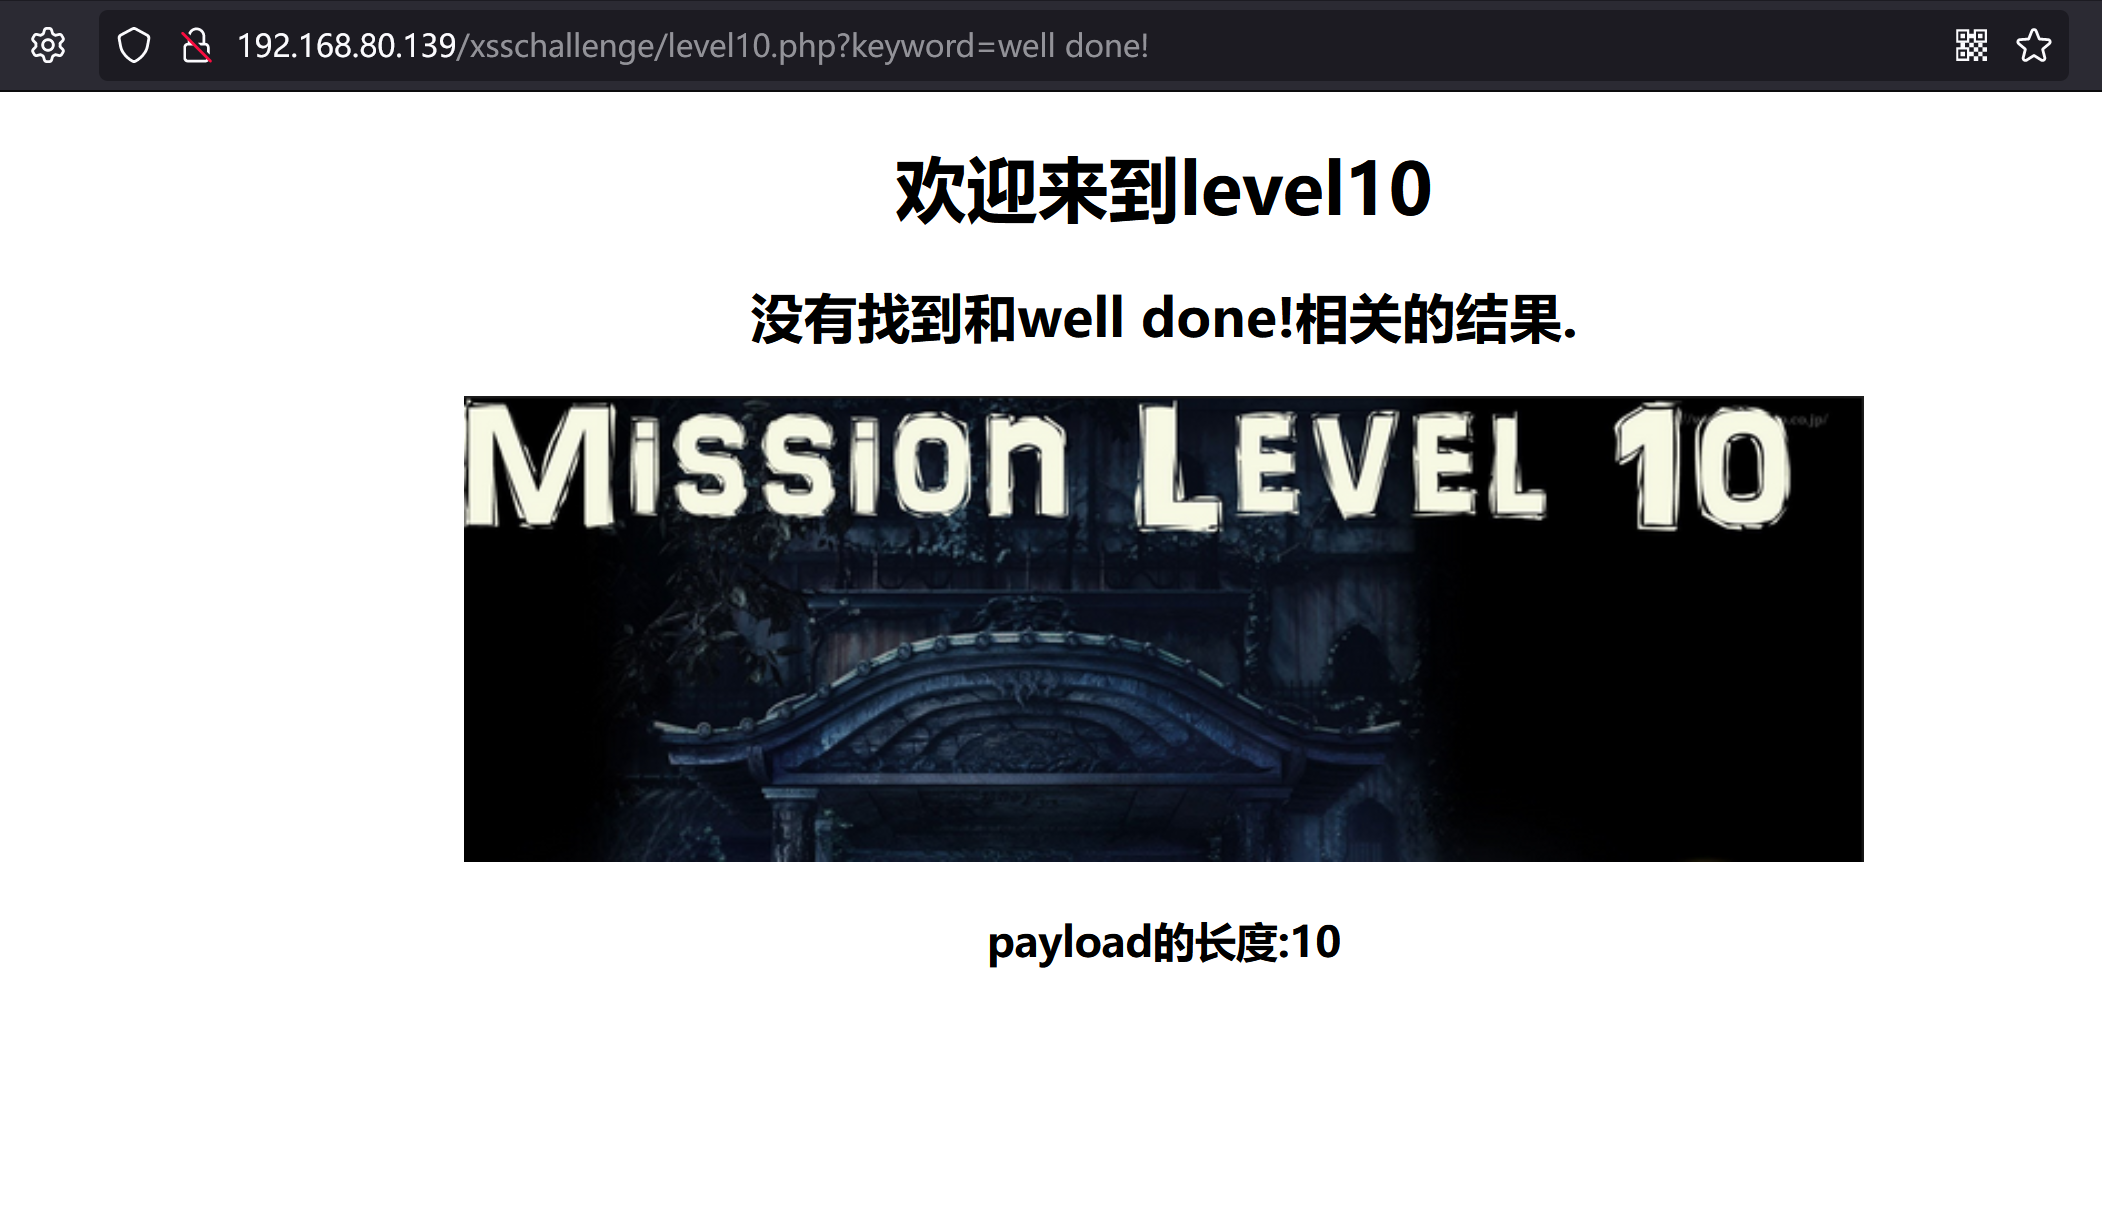 192.168.80.139/xsschallenge/level10.php?keyword=well done!
欢迎来到level10
没有找到和well done!相关的结果.
MISSION LEVEL 10
payload的长度:10